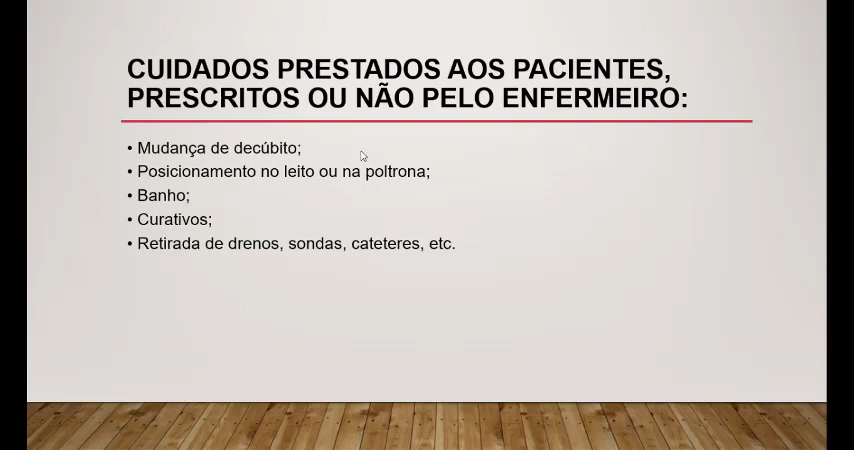 CUIDADOS PRESTADOS AOS PACIENTES,
PRESCRITOS OU NÃO PELO ENFERMEIRO:
• Mudança de decúbito;
• Posicionamento no leito ou na poltrona;
• Banho;
• Curativos;
• Retirada de drenos, sondas, cateteres, etc.